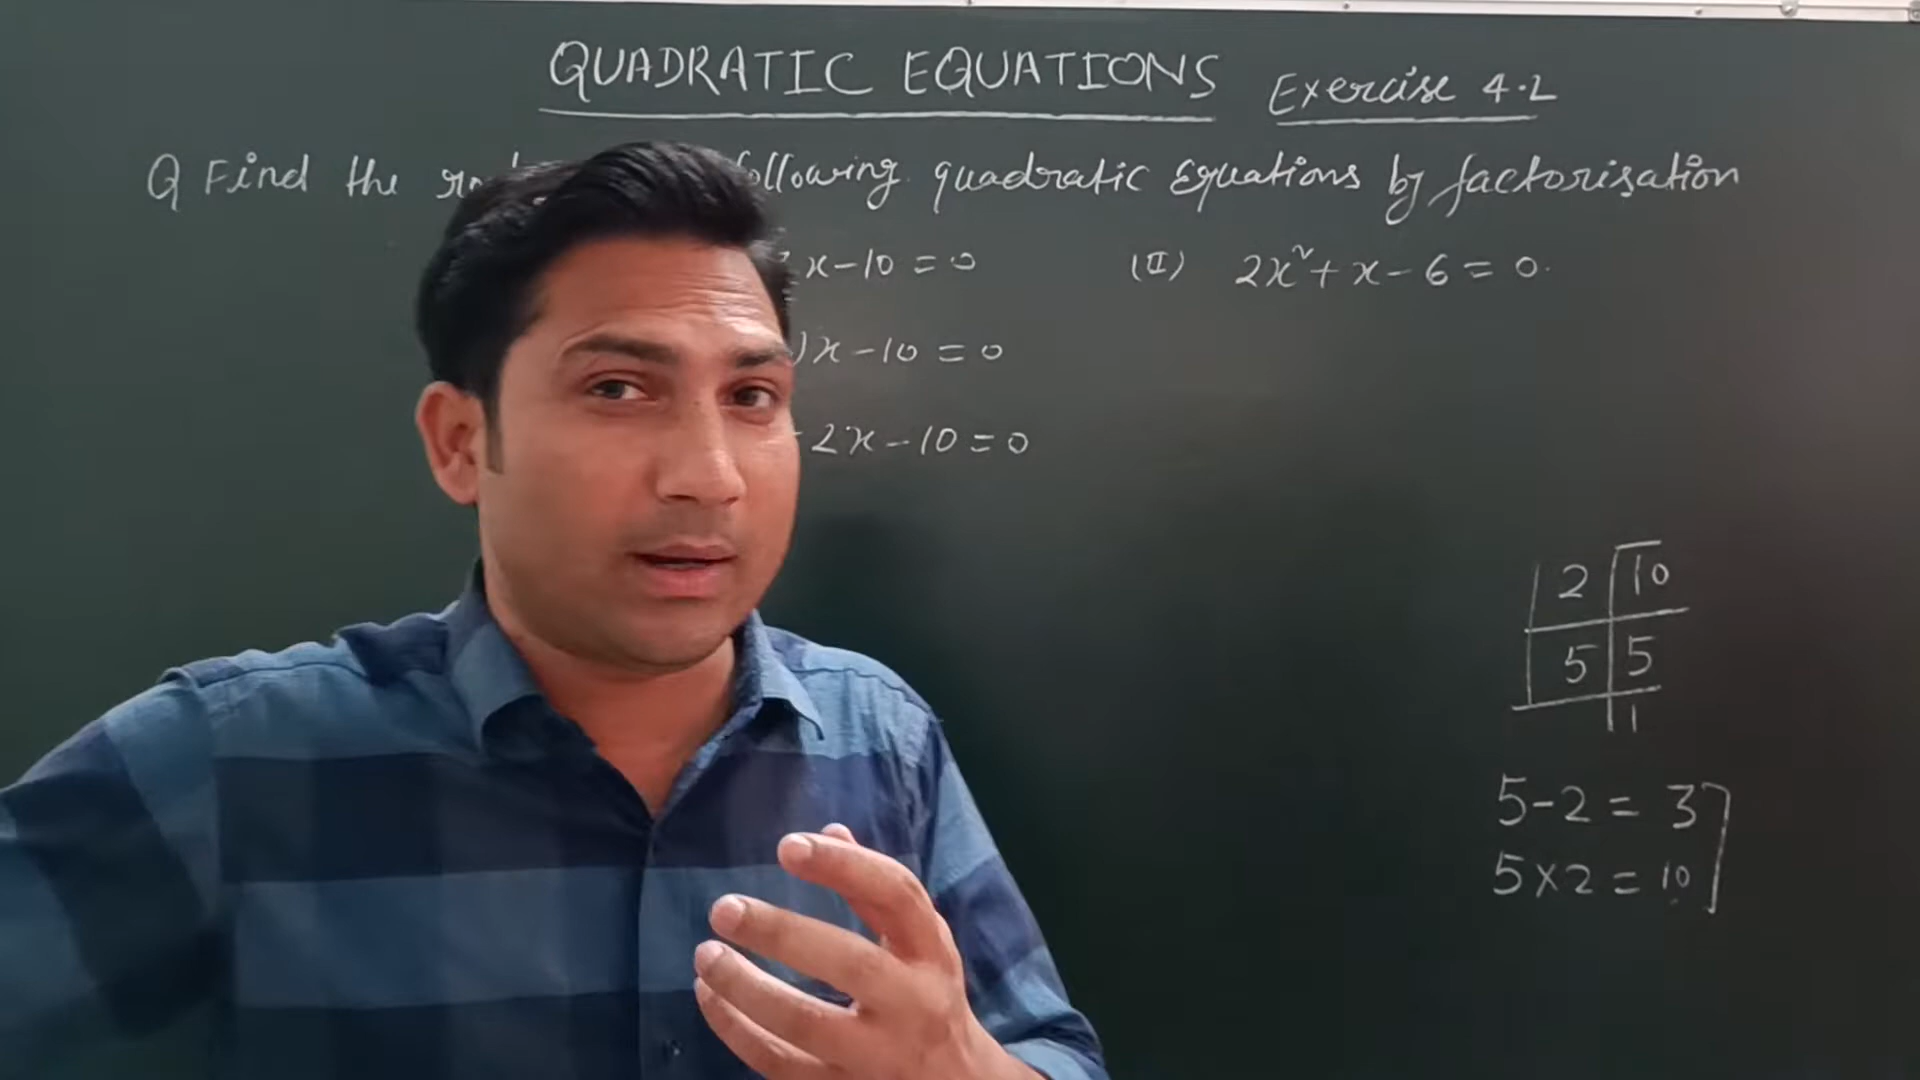 QUADRATIC EQUATIONS Exercise 4.2
Q Find the following quadratic Equations by factorisation
x-10=0 (II) 2x²+x-6=0.
)x-10=0
-2x-10=0
2 10
5 5
1
5-2=3
5×2=10